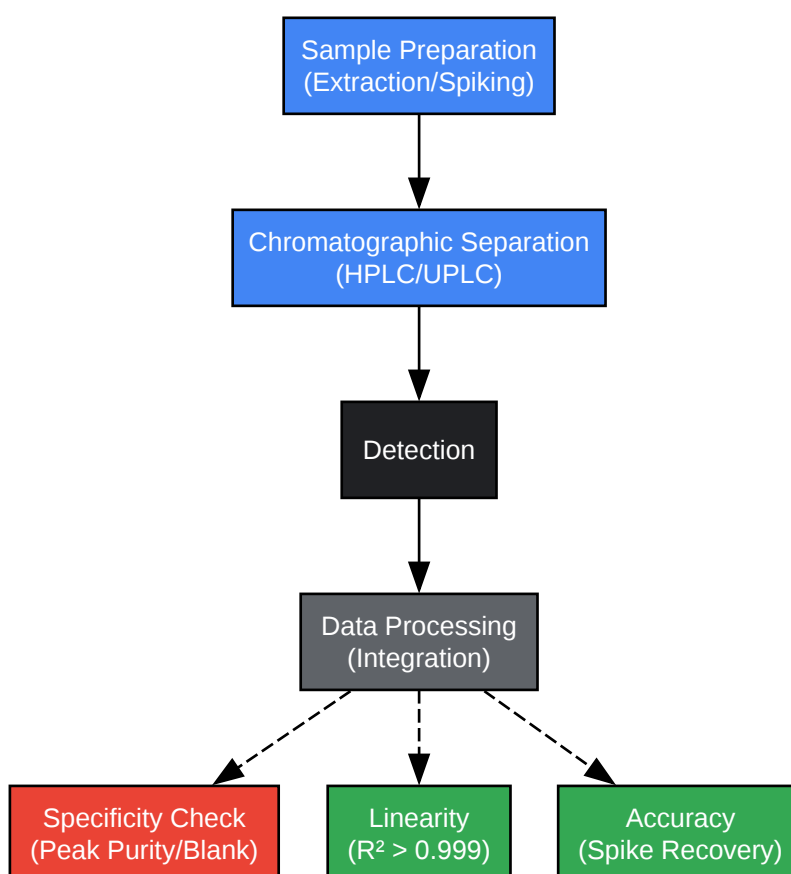 Sample Preparation
(Extraction/Spiking)
Chromatographic Separation
(HPLC/UPLC)
Detection
Data Processing
(Integration)
Specificity Check
(Peak Purity/Blank)
Linearity
(R² > 0.999)
Accuracy
(Spike Recovery)